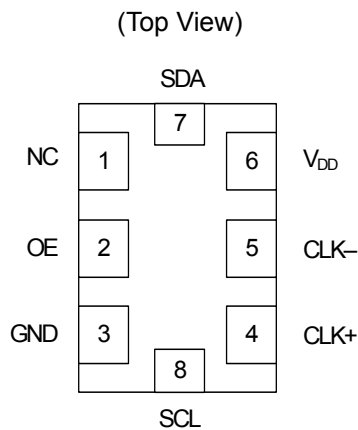 (Top View)
SDA
7
NC 1 6 VDD
OE 2 5 CLK–
GND 3 4 CLK+
8
SCL